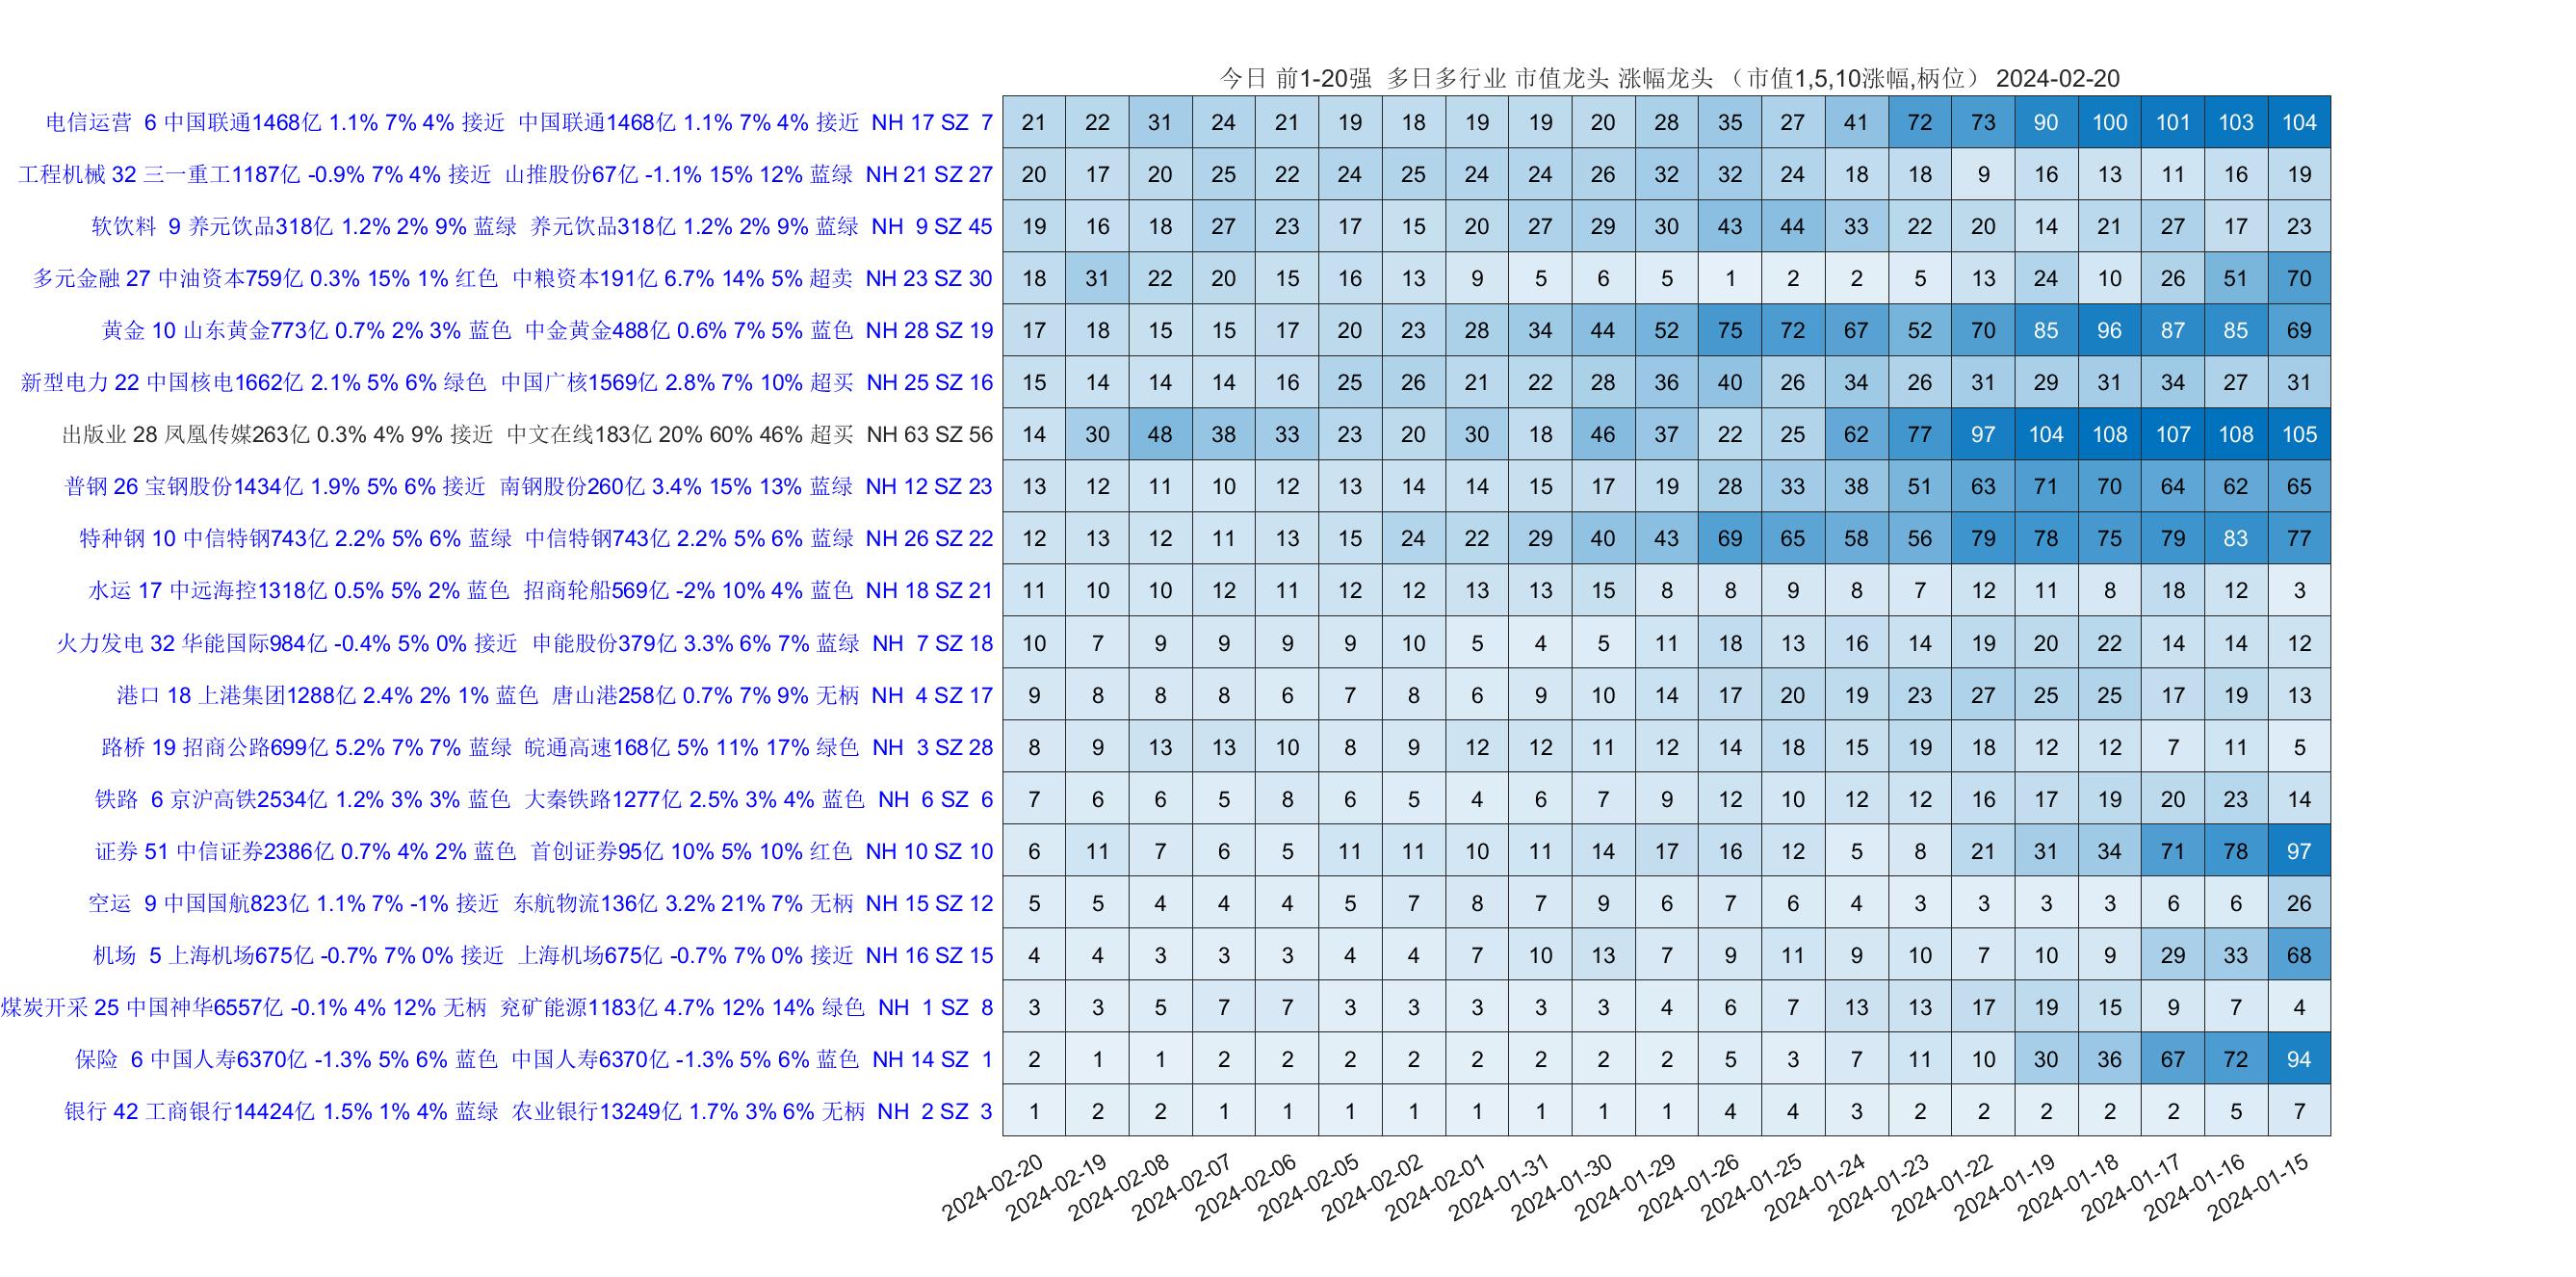 今日 前1-20强 多日多行业 市值龙头 涨幅龙头 （市值1,5,10涨幅,柄位） 2024-02-20
电信运营 6 中国联通1468亿 1.1% 7% 4% 接近 中国联通1468亿 1.1% 7% 4% 接近 NH 17 SZ 7 21 22 31 24 21 19 18 19 19 20 28 35 27 41 72 73 90 100 101 103 104
工程机械 32 三一重工1187亿 -0.9% 7% 4% 接近 山推股份67亿 -1.1% 15% 12% 蓝绿 NH 21 SZ 27 20 17 20 25 22 24 25 24 24 26 32 32 24 18 18 9 16 13 11 16 19
软饮料 9 养元饮品318亿 1.2% 2% 9% 蓝绿 养元饮品318亿 1.2% 2% 9% 蓝绿 NH 9 SZ 45 19 16 18 27 23 17 15 20 27 29 30 43 44 33 22 20 14 21 27 17 23
多元金融 27 中油资本759亿 0.3% 15% 1% 红色 中粮资本191亿 6.7% 14% 5% 超卖 NH 23 SZ 30 18 31 22 20 15 16 13 9 5 6 5 1 2 2 5 13 24 10 26 51 70
黄金 10 山东黄金773亿 0.7% 2% 3% 蓝色 中金黄金488亿 0.6% 7% 5% 蓝色 NH 28 SZ 19 17 18 15 15 17 20 23 28 34 44 52 75 72 67 52 70 85 96 87 85 69
新型电力 22 中国核电1662亿 2.1% 5% 6% 绿色 中国广核1569亿 2.8% 7% 10% 超买 NH 25 SZ 16 15 14 14 14 16 25 26 21 22 28 36 40 26 34 26 31 29 31 34 27 31
出版业 28 凤凰传媒263亿 0.3% 4% 9% 接近 中文在线183亿 20% 60% 46% 超买 NH 63 SZ 56 14 30 48 38 33 23 20 30 18 46 37 22 25 62 77 97 104 108 107 108 105
普钢 26 宝钢股份1434亿 1.9% 5% 6% 接近 南钢股份260亿 3.4% 15% 13% 蓝绿 NH 12 SZ 23 13 12 11 10 12 13 14 14 15 17 19 28 33 38 51 63 71 70 64 62 65
特种钢 10 中信特钢743亿 2.2% 5% 6% 蓝绿 中信特钢743亿 2.2% 5% 6% 蓝绿 NH 26 SZ 22 12 13 12 11 13 15 24 22 29 40 43 69 65 58 56 79 78 75 79 83 77
水运 17 中远海控1318亿 0.5% 5% 2% 蓝色 招商轮船569亿 -2% 10% 4% 蓝色 NH 18 SZ 21 11 10 10 12 11 12 12 13 13 15 8 8 9 8 7 12 11 8 18 12 3
火力发电 32 华能国际984亿 -0.4% 5% 0% 接近 申能股份379亿 3.3% 6% 7% 蓝绿 NH 7 SZ 18 10 7 9 9 9 9 10 5 4 5 11 18 13 16 14 19 20 22 14 14 12
港口 18 上港集团1288亿 2.4% 2% 1% 蓝色 唐山港258亿 0.7% 7% 9% 无柄 NH 4 SZ 17 9 8 8 8 6 7 8 6 9 10 14 17 20 19 23 27 25 25 17 19 13
路桥 19 招商公路699亿 5.2% 7% 7% 蓝绿 皖通高速168亿 5% 11% 17% 绿色 NH 3 SZ 28 8 9 13 13 10 8 9 12 12 11 12 14 18 15 19 18 12 12 7 11 5
铁路 6 京沪高铁2534亿 1.2% 3% 3% 蓝色 大秦铁路1277亿 2.5% 3% 4% 蓝色 NH 6 SZ 6 7 6 6 5 8 6 5 4 6 7 9 12 10 12 12 16 17 19 20 23 14
证券 51 中信证券2386亿 0.7% 4% 2% 蓝色 首创证券95亿 10% 5% 10% 红色 NH 10 SZ 10 6 11 7 6 5 11 11 10 11 14 17 16 12 5 8 21 31 34 71 78 97
空运 9 中国国航823亿 1.1% 7% -1% 接近 东航物流136亿 3.2% 21% 7% 无柄 NH 15 SZ 12 5 5 4 4 4 5 7 8 7 9 6 7 6 4 3 3 3 3 6 6 26
机场 5 上海机场675亿 -0.7% 7% 0% 接近 上海机场675亿 -0.7% 7% 0% 接近 NH 16 SZ 15 4 4 3 3 3 4 4 7 10 13 7 9 11 9 10 7 10 9 29 33 68
煤炭开采 25 中国神华6557亿 -0.1% 4% 12% 无柄 兖矿能源1183亿 4.7% 12% 14% 绿色 NH 1 SZ 8 3 3 5 7 7 3 3 3 3 3 4 6 7 13 13 17 19 15 9 7 4
保险 6 中国人寿6370亿 -1.3% 5% 6% 蓝色 中国人寿6370亿 -1.3% 5% 6% 蓝色 NH 14 SZ 1 2 1 1 2 2 2 2 2 2 2 2 5 3 7 11 10 30 36 67 72 94
银行 42 工商银行14424亿 1.5% 1% 4% 蓝绿 农业银行13249亿 1.7% 3% 6% 无柄 NH 2 SZ 3 1 2 2 1 1 1 1 1 1 1 1 4 4 3 2 2 2 2 2 5 7
2024-02-20 2024-02-19 2024-02-08 2024-02-07 2024-02-06 2024-02-05 2024-02-02 2024-02-01 2024-01-31 2024-01-30 2024-01-29 2024-01-26 2024-01-25 2024-01-24 2024-01-23 2024-01-22 2024-01-19 2024-01-18 2024-01-17 2024-01-16 2024-01-15